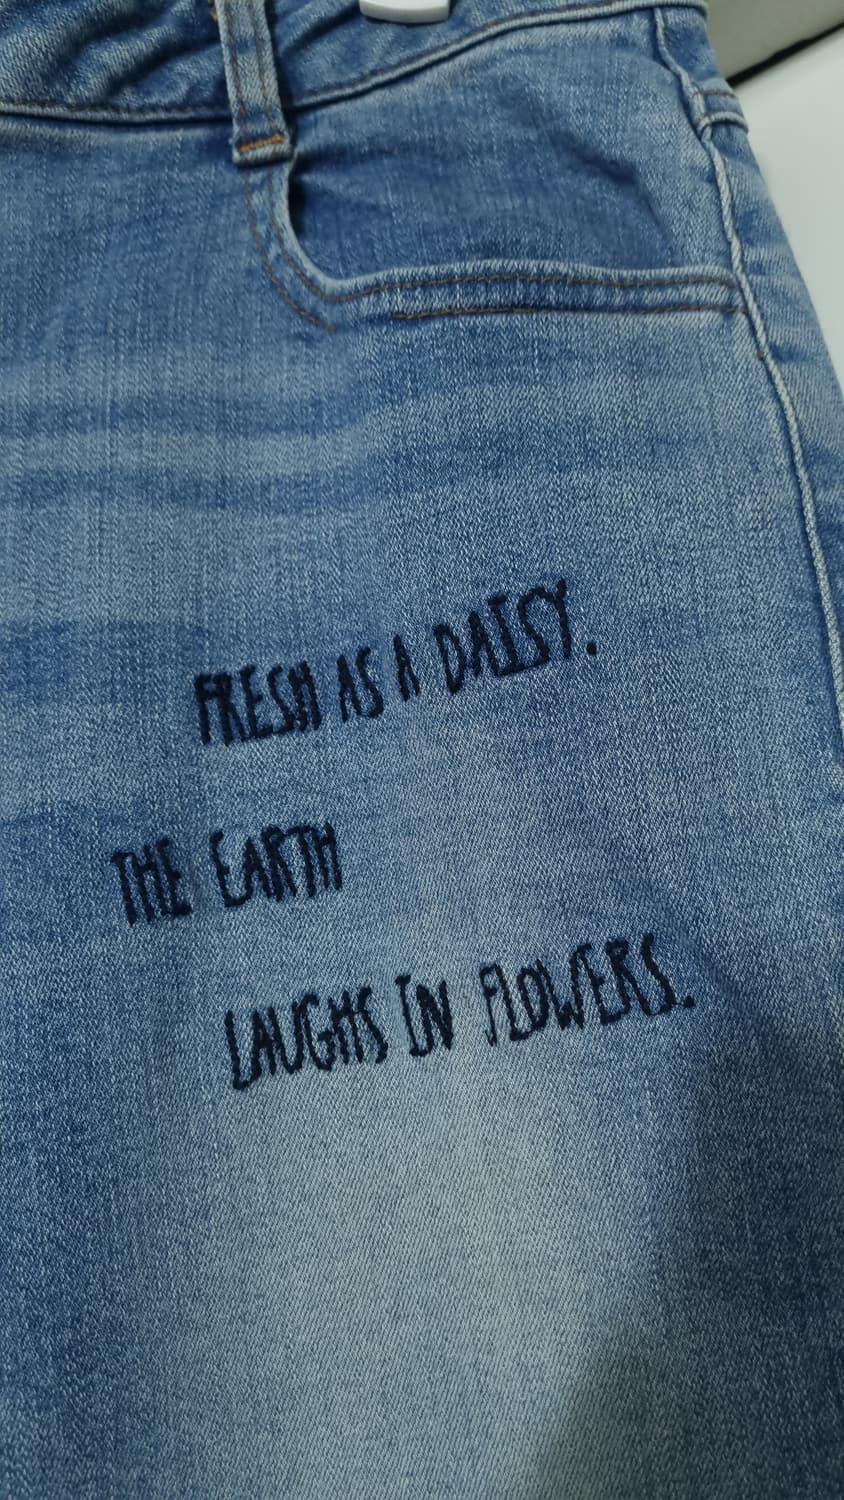 FRESH AS A DAISY.
THE EARTH
LAUGHS IN FLOWERS.